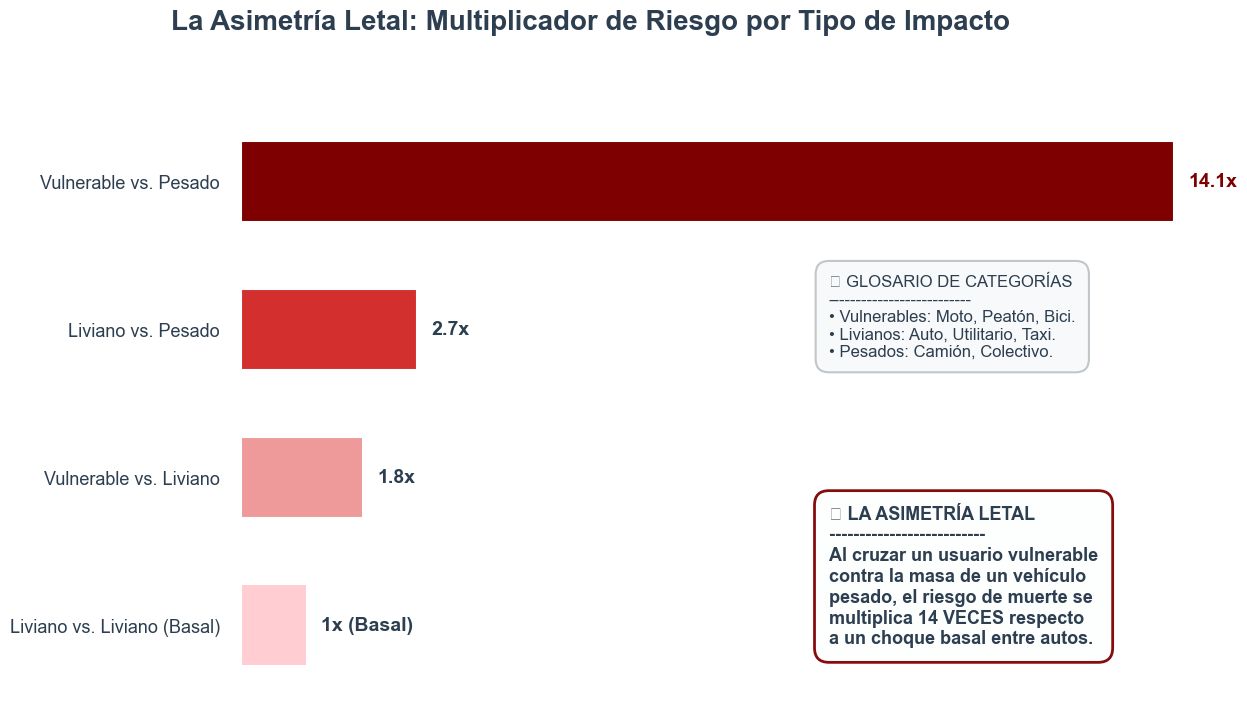 La Asimetría Letal: Multiplicador de Riesgo por Tipo de Impacto
Vulnerable vs. Pesado
14.1x
Liviano vs. Pesado
2.7x
Vulnerable vs. Liviano
1.8x
Liviano vs. Liviano (Basal)
1x (Basal)
GLOSARIO DE CATEGORÍAS
--------------------------
• Vulnerables: Moto, Peatón, Bici.
• Livianos: Auto, Utilitario, Taxi.
• Pesados: Camión, Colectivo.
LA ASIMETRÍA LETAL
--------------------------
Al cruzar un usuario vulnerable
contra la masa de un vehículo
pesado, el riesgo de muerte se
multiplica 14 VECES respecto
a un choque basal entre autos.